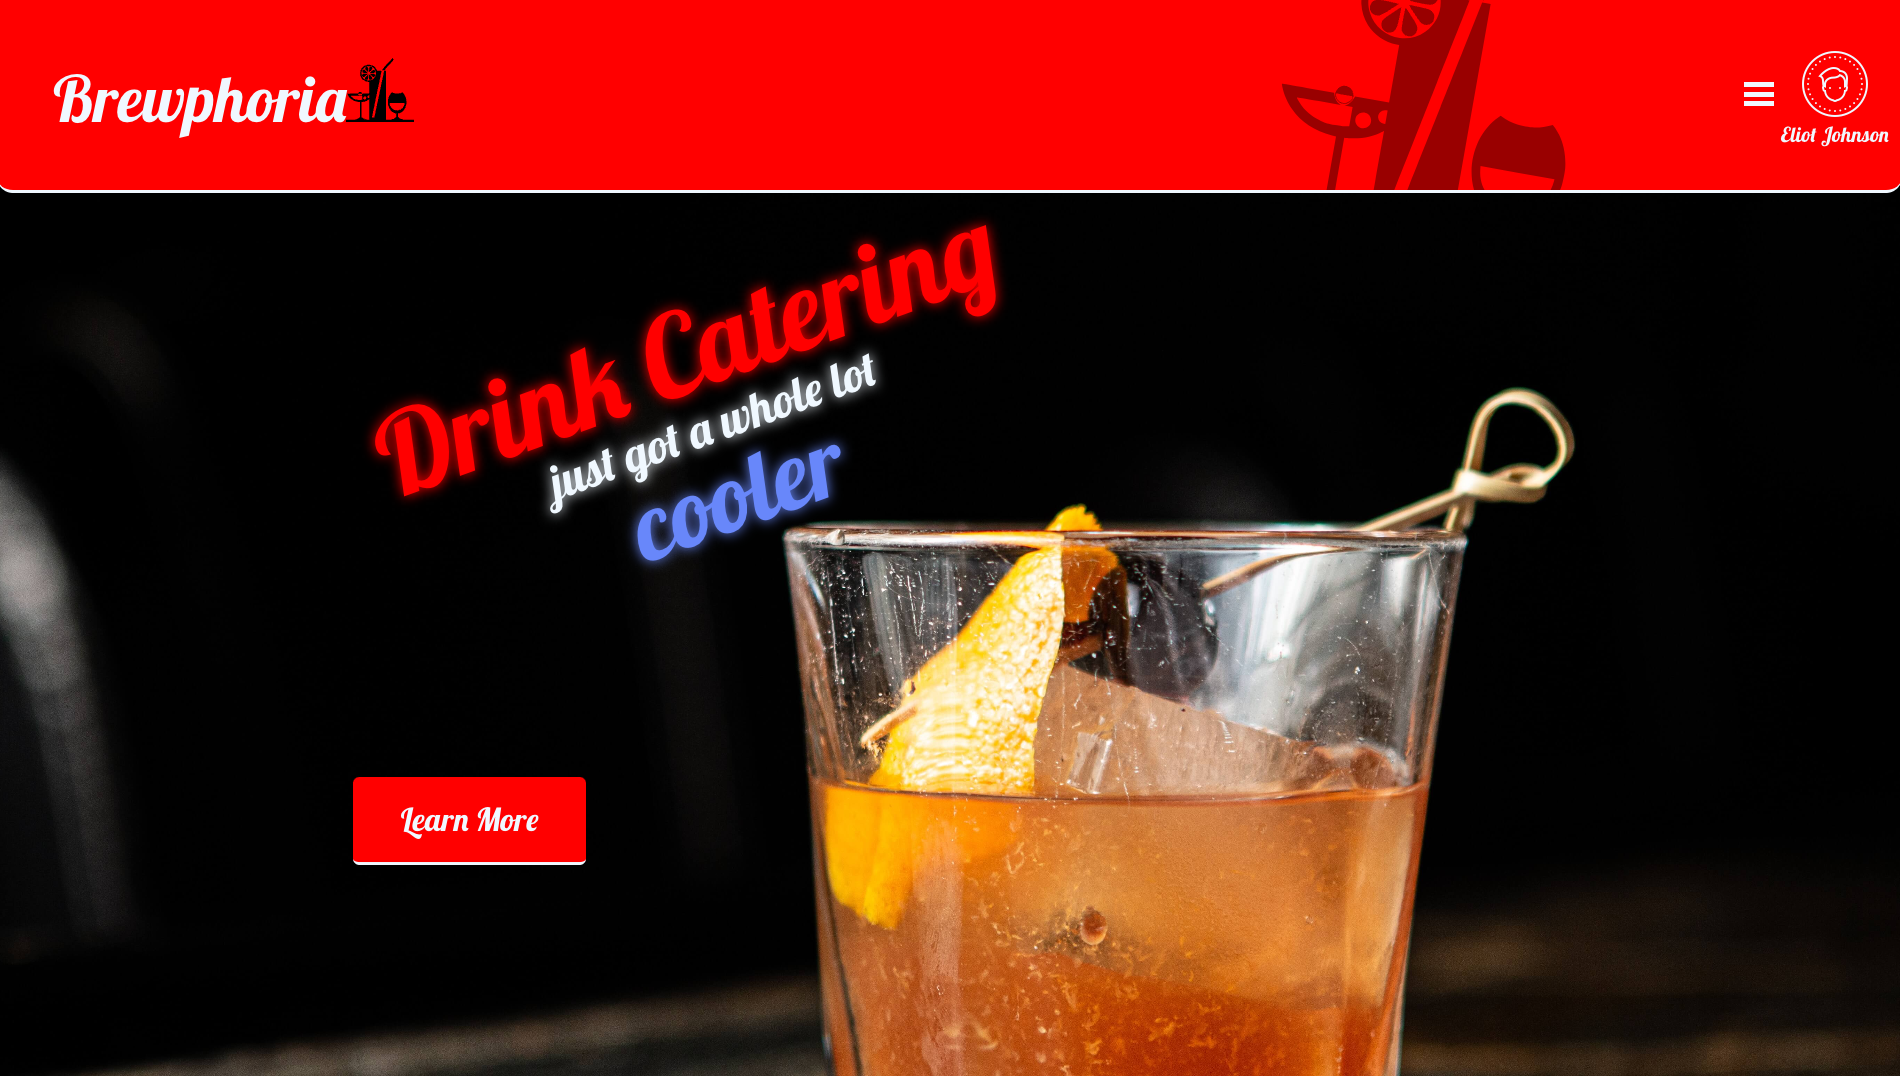 Brewphoria
Eliot Johnson
Drink Catering
just got a whole lot
cooler
Learn More